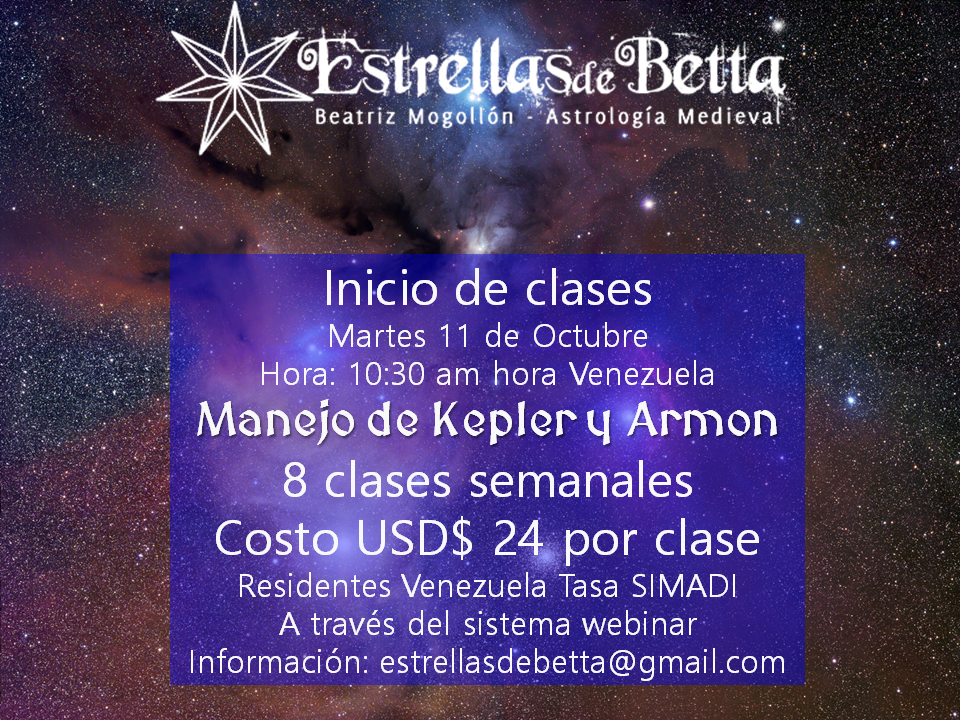 Estrellas de Betta
Beatriz Mogollón - Astrología Medieval
Inicio de clases
Martes 11 de Octubre
Hora: 10:30 am hora Venezuela
Manejo de Kepler y Armon
8 clases semanales
Costo USD$ 24 por clase
Residentes Venezuela Tasa SIMADI
A través del sistema webinar
Información: estrellasdebetta@gmail.com